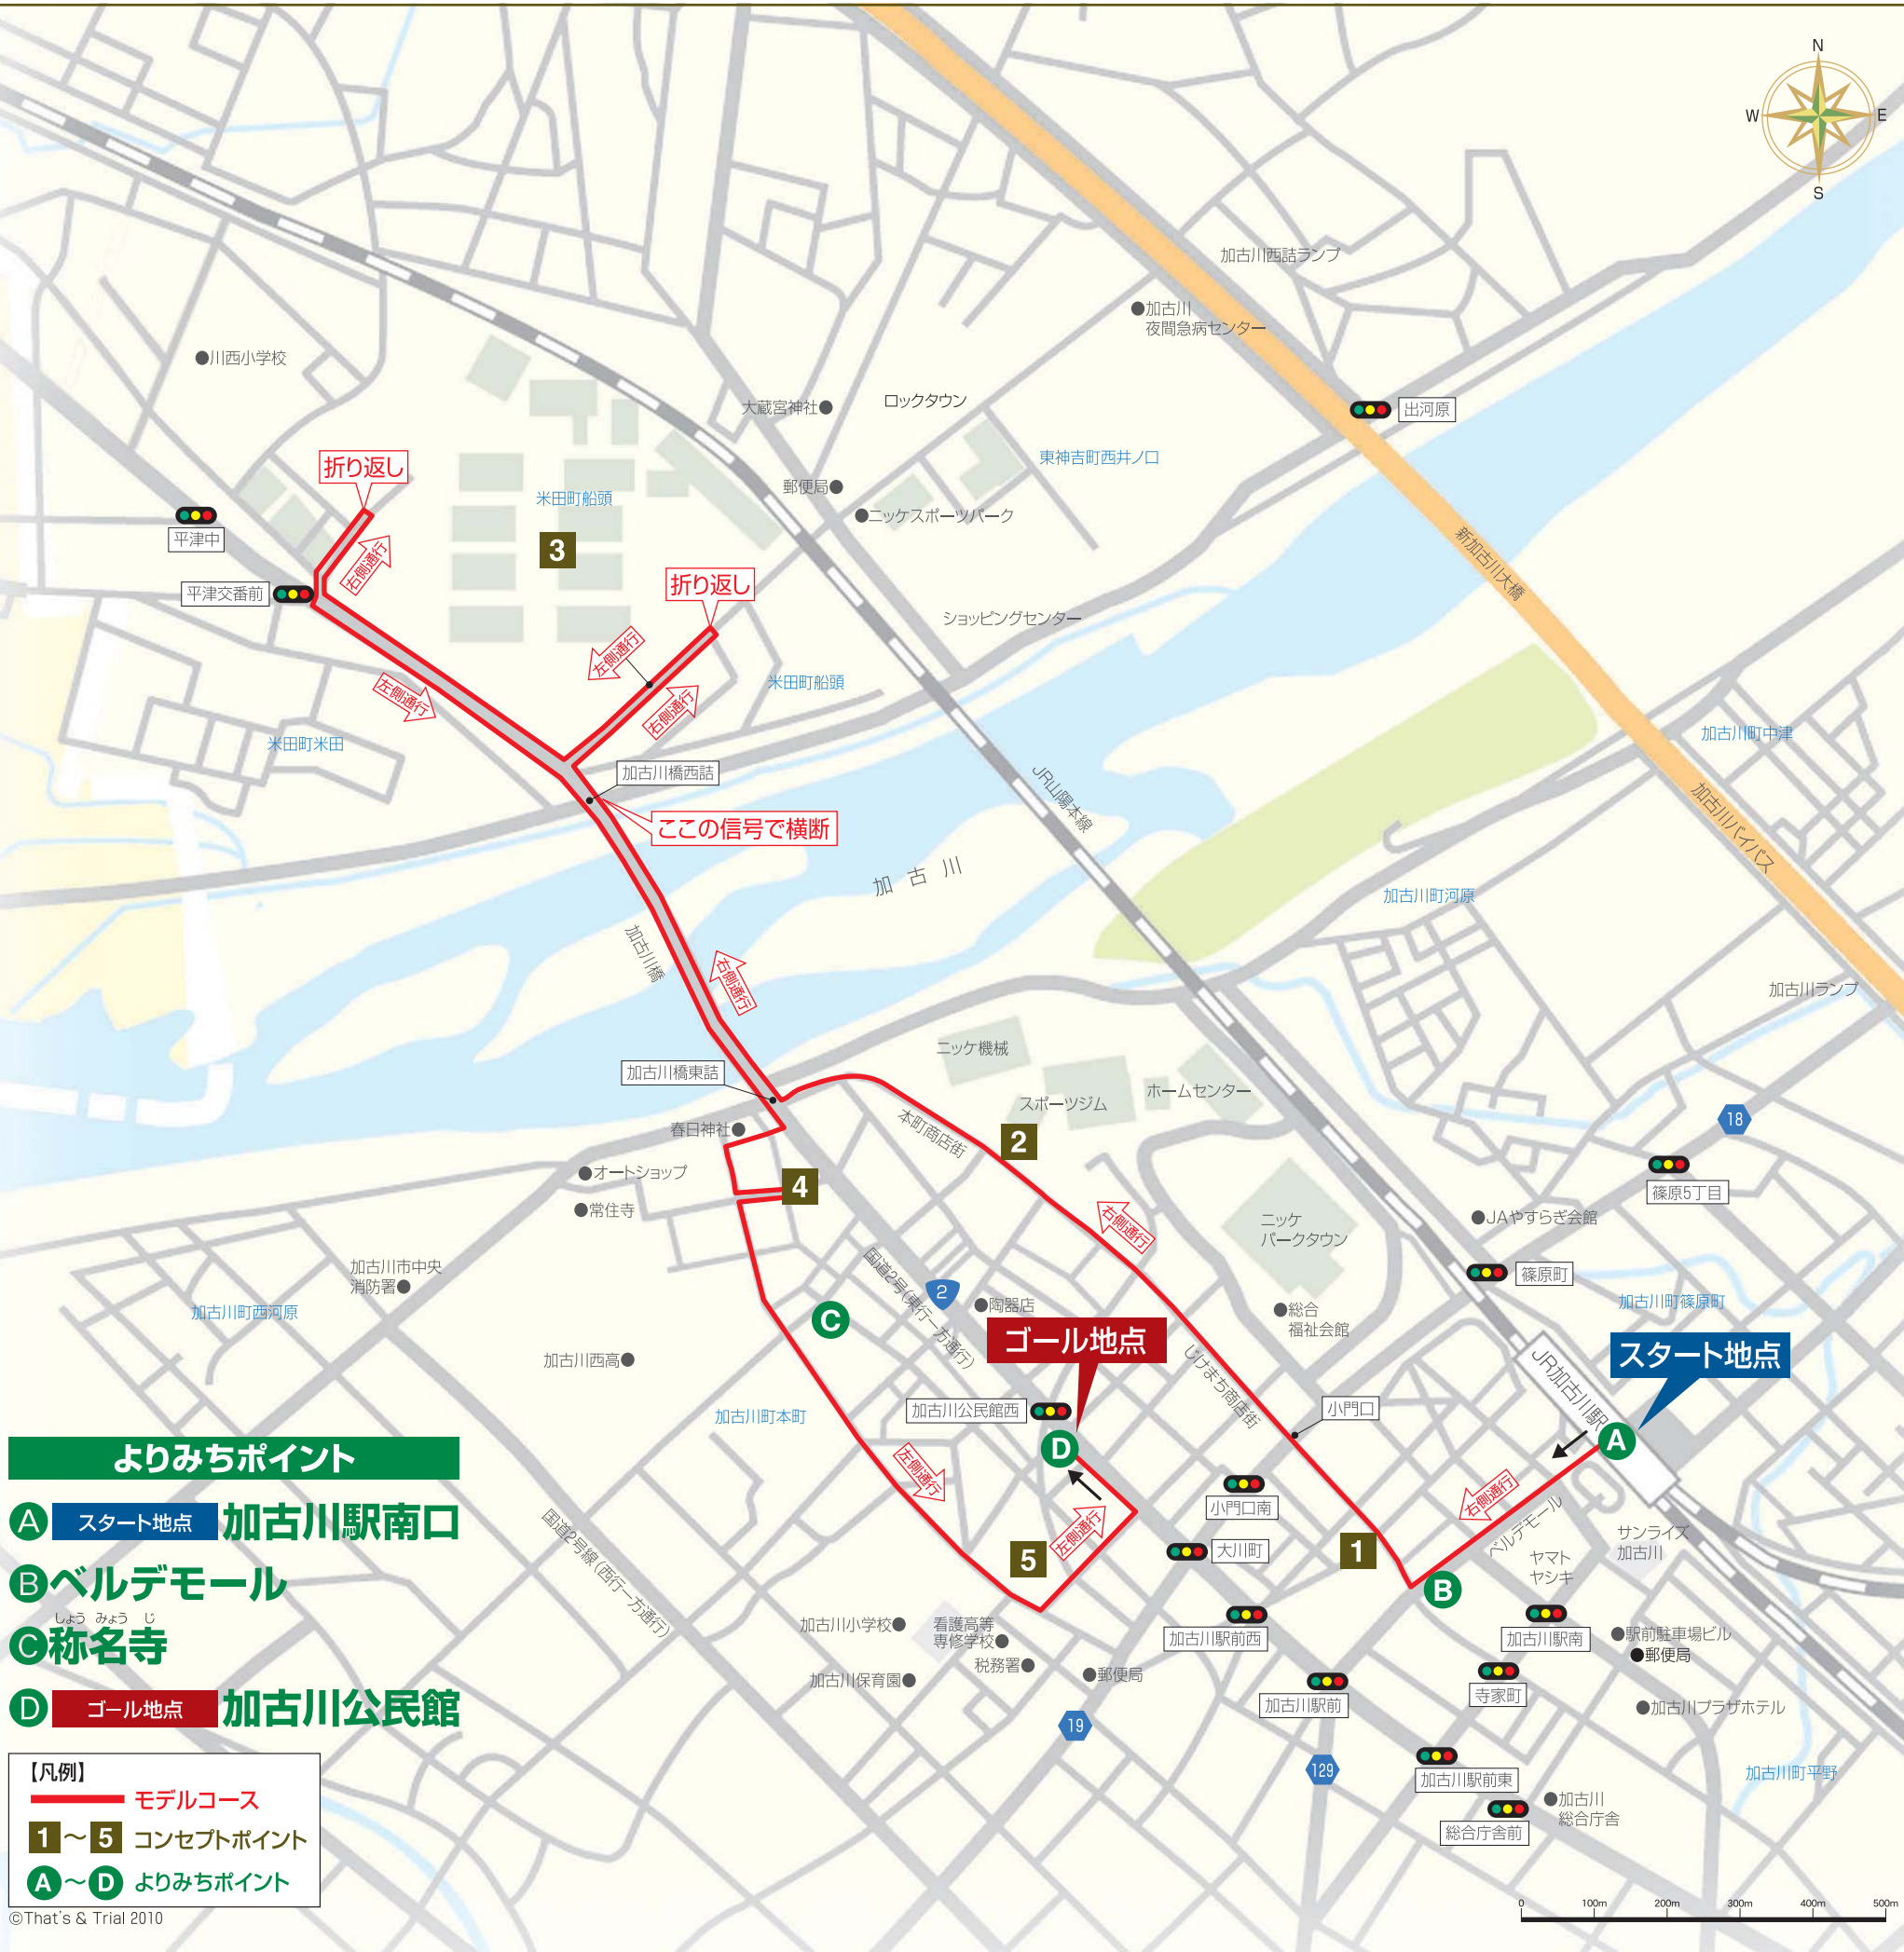 N
W
E
S
加古川西詰ランプ
加古川
夜間急病センター
川西小学校
大蔵宮神社
ロックタウン
出河原
折り返し
東神吉町西井ノ口
米田町船頭
郵便局
ニッケスポーツパーク
平津中
3
右側通行
新加古川大橋
平津交番前
折り返し
ショッピングセンター
左側通行
米田町船頭
左側通行
右側通行
米田町米田
加古川町中津
加古川橋西詰
JR山陽本線
加古川バイパス
ここの信号で横断
加古川
加古川町河原
加古川橋
右側通行
加古川ランプ
ニッケ機械
加古川橋東詰
ホームセンター
スポーツジム
18
春日神社
本町商店街
2
オートショップ
篠原5丁目
4
常住寺
右側通行
ニッケ
パークタウン
JAやすらぎ会館
加古川市中央
消防署
篠原町
国道2号(東行一方通行)
2
陶器店
加古川町西河原
C
総合
福祉会館
加古川町篠原町
ゴール地点
スタート地点
加古川西高
じけまち商店街
JR加古川駅
加古川公民館西
小門口
加古川町本町
D
A
左側通行
小門口南
右側通行
ベルデモール
国道2号線(西行一方通行)
左側通行
5
大川町
1
サンライズ
加古川
ヤマト
ヤシキ
B
加古川小学校
看護高等
専修学校
加古川駅前西
加古川駅南
駅前駐車場ビル
郵便局
税務署
加古川保育園
郵便局
加古川駅前
寺家町
加古川プラザホテル
19
129
加古川駅前東
加古川町平野
加古川
総合庁舎
総合庁舎前
よりみちポイント
A スタート地点 加古川駅南口
B ベルデモール
しょう みょう じ
C 称名寺
D ゴール地点 加古川公民館
【凡例】
モデルコース
1～5 コンセプトポイント
A～D よりみちポイント
©That's & Trial 2010
0 100m 200m 300m 400m 500m